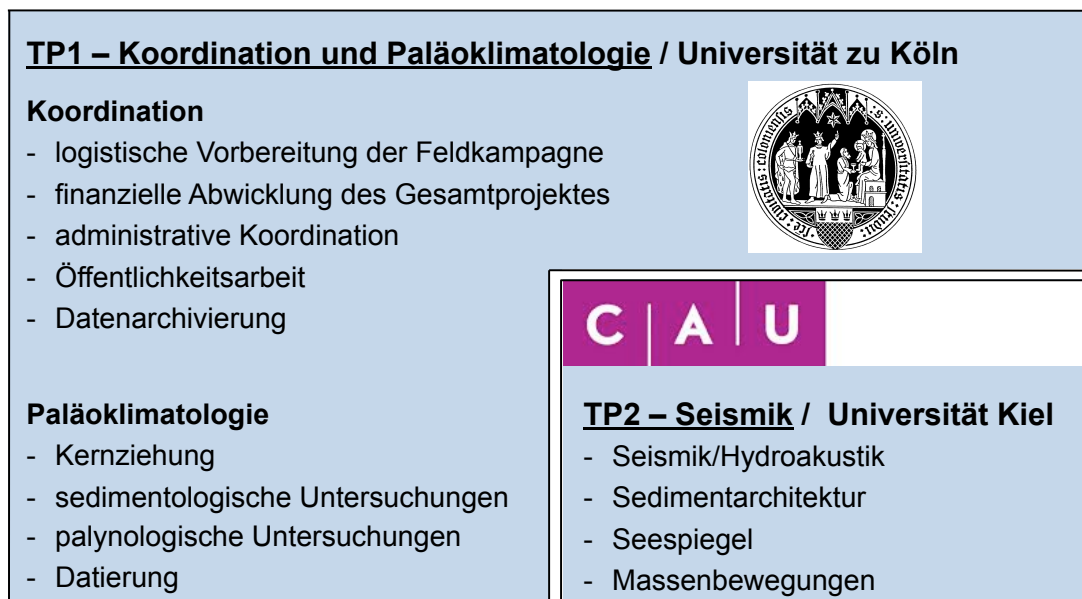 TP1 – Koordination und Paläoklimatologie / Universität zu Köln
Koordination
- logistische Vorbereitung der Feldkampagne
- finanzielle Abwicklung des Gesamtprojektes
- administrative Koordination
- Öffentlichkeitsarbeit
- Datenarchivierung
Paläoklimatologie
- Kernziehung
- sedimentologische Untersuchungen
- palynologische Untersuchungen
- Datierung
C A U
TP2 – Seismik / Universität Kiel
- Seismik/Hydroakustik
- Sedimentarchitektur
- Seespiegel
- Massenbewegungen